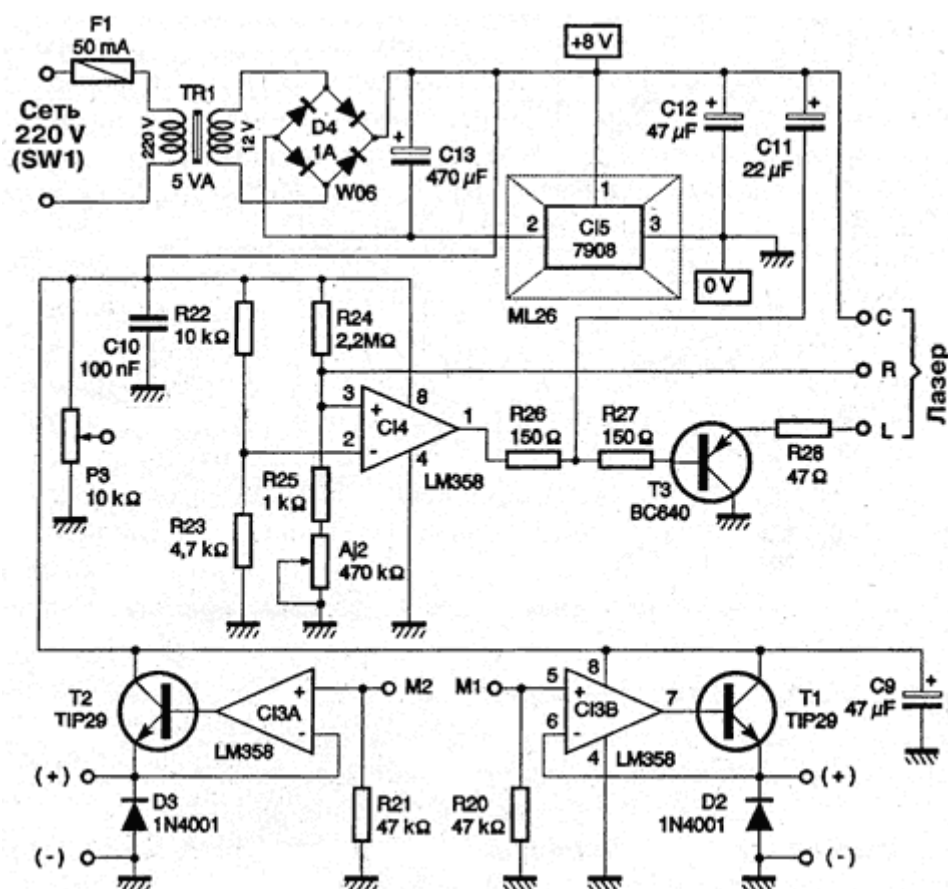 F1
50 mA
Сеть
220 V
(SW1)
TR1
220 V
12 V
5 VA
D4
1A
W06
C13
470 µF
+8 V
C12
47 µF
C11
22 µF
1
2
CI5
7908
3
0 V
ML26
R22
10 kΩ
C10
100 nF
R24
2,2MΩ
P3
10 kΩ
3
+
2
-
CI4
8
1
4
LM358
R25
1 kΩ
R23
4,7 kΩ
Aj2
470 kΩ
R26
150 Ω
R27
150 Ω
T3
BC640
R28
47 Ω
C
R
L
Лазер
T2
TIP29
CI3A
+
-
LM358
M2
M1
5
+
6
-
CI3B
8
7
4
LM358
T1
TIP29
C9
47 µF
(+)
D3
1N4001
(-)
R21
47 kΩ
R20
47 kΩ
D2
1N4001
(+)
(-)